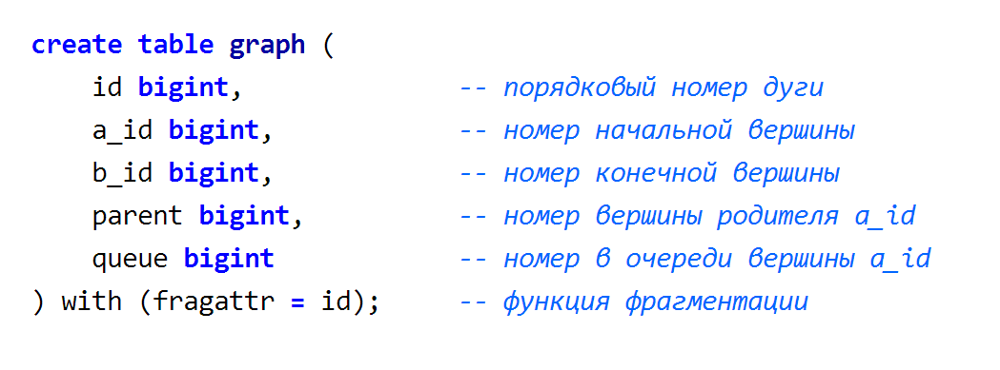 create table graph (
id bigint, -- порядковый номер дуги
a_id bigint, -- номер начальной вершины
b_id bigint, -- номер конечной вершины
parent bigint, -- номер вершины родителя a_id
queue bigint -- номер в очереди вершины a_id
) with (fragattr = id); -- функция фрагментации